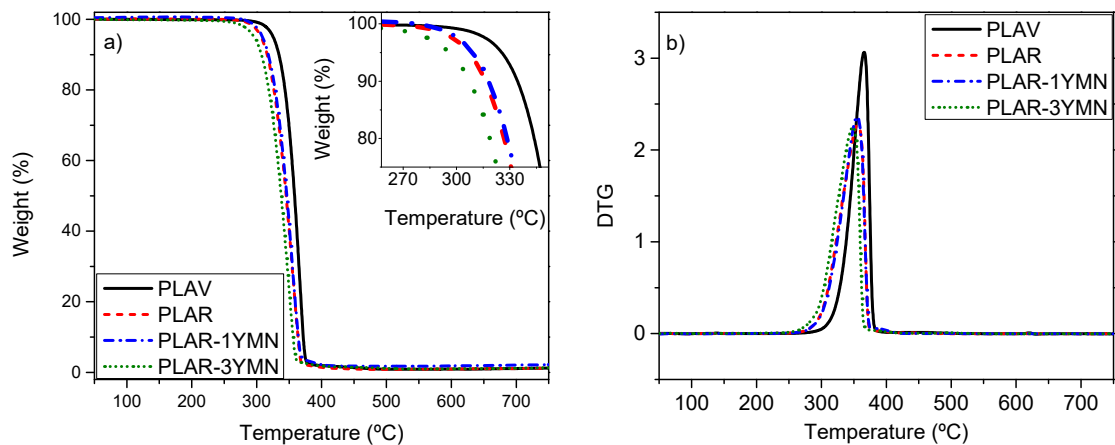 a)
100
80
60
40
20
0
Weight (%)
100 200 300 400 500 600 700
Temperature (ºC)
PLAV
PLAR
PLAR-1YMN
PLAR-3YMN
100
90
80
Weight (%)
270 300 315 330
Temperature (ºC)
b)
3
2
1
0
DTG
100 200 300 400 500 600 700
Temperature (ºC)
PLAV
PLAR
PLAR-1YMN
PLAR-3YMN